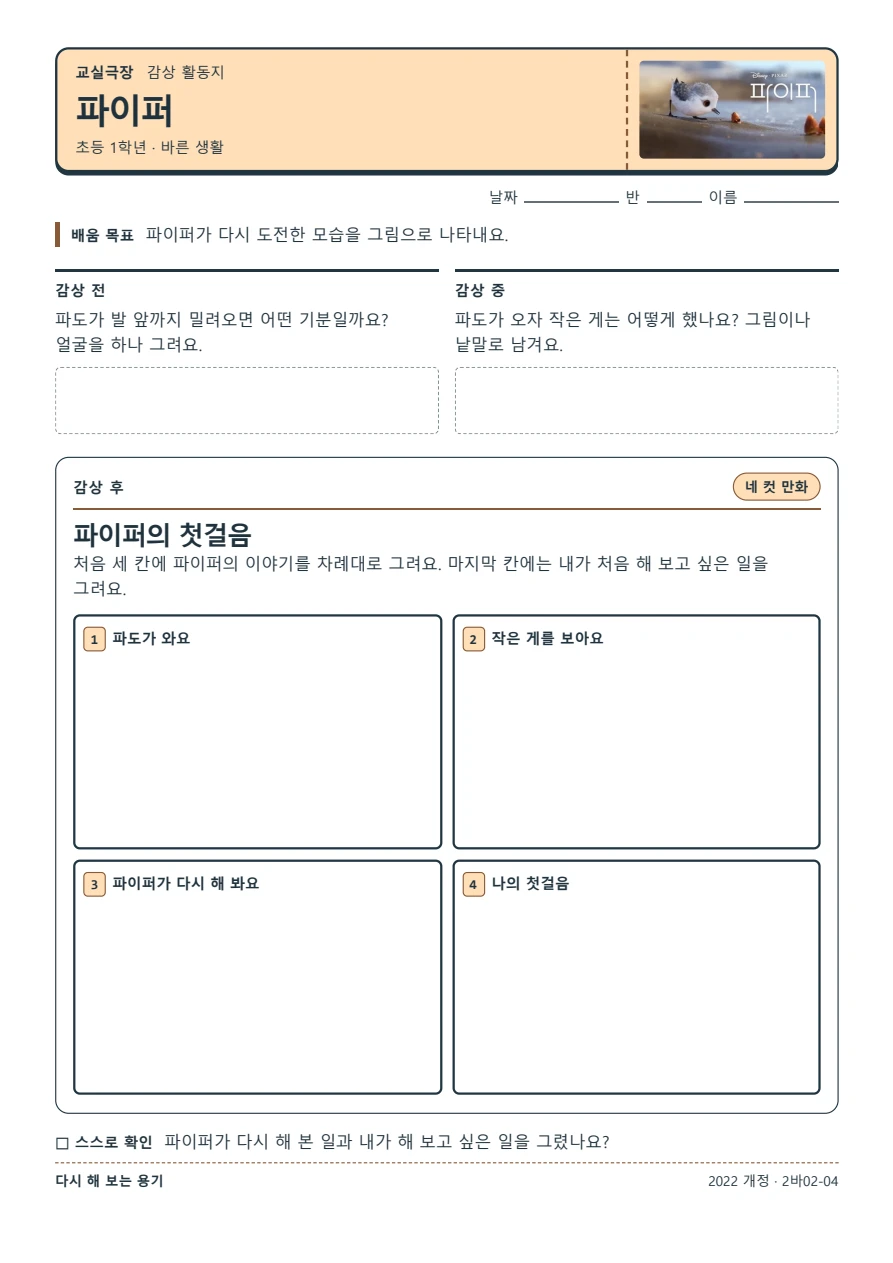 교실극장 감상 활동지
파이퍼
초등 1학년 · 바른 생활
Disney PIXAR
파이퍼
날짜 반 이름
배움 목표 파이퍼가 다시 도전한 모습을 그림으로 나타내요.
감상 전
파도가 발 앞까지 밀려오면 어떤 기분일까요?
얼굴을 하나 그려요.
감상 중
파도가 오자 작은 게는 어떻게 했나요? 그림이나
낱말로 남겨요.
감상 후
네 컷 만화
파이퍼의 첫걸음
처음 세 칸에 파이퍼의 이야기를 차례대로 그려요. 마지막 칸에는 내가 처음 해 보고 싶은 일을
그려요.
1 파도가 와요
2 작은 게를 보아요
3 파이퍼가 다시 해 봐요
4 나의 첫걸음
스스로 확인 파이퍼가 다시 해 본 일과 내가 해 보고 싶은 일을 그렸나요?
다시 해 보는 용기
2022 개정 · 2바02-04